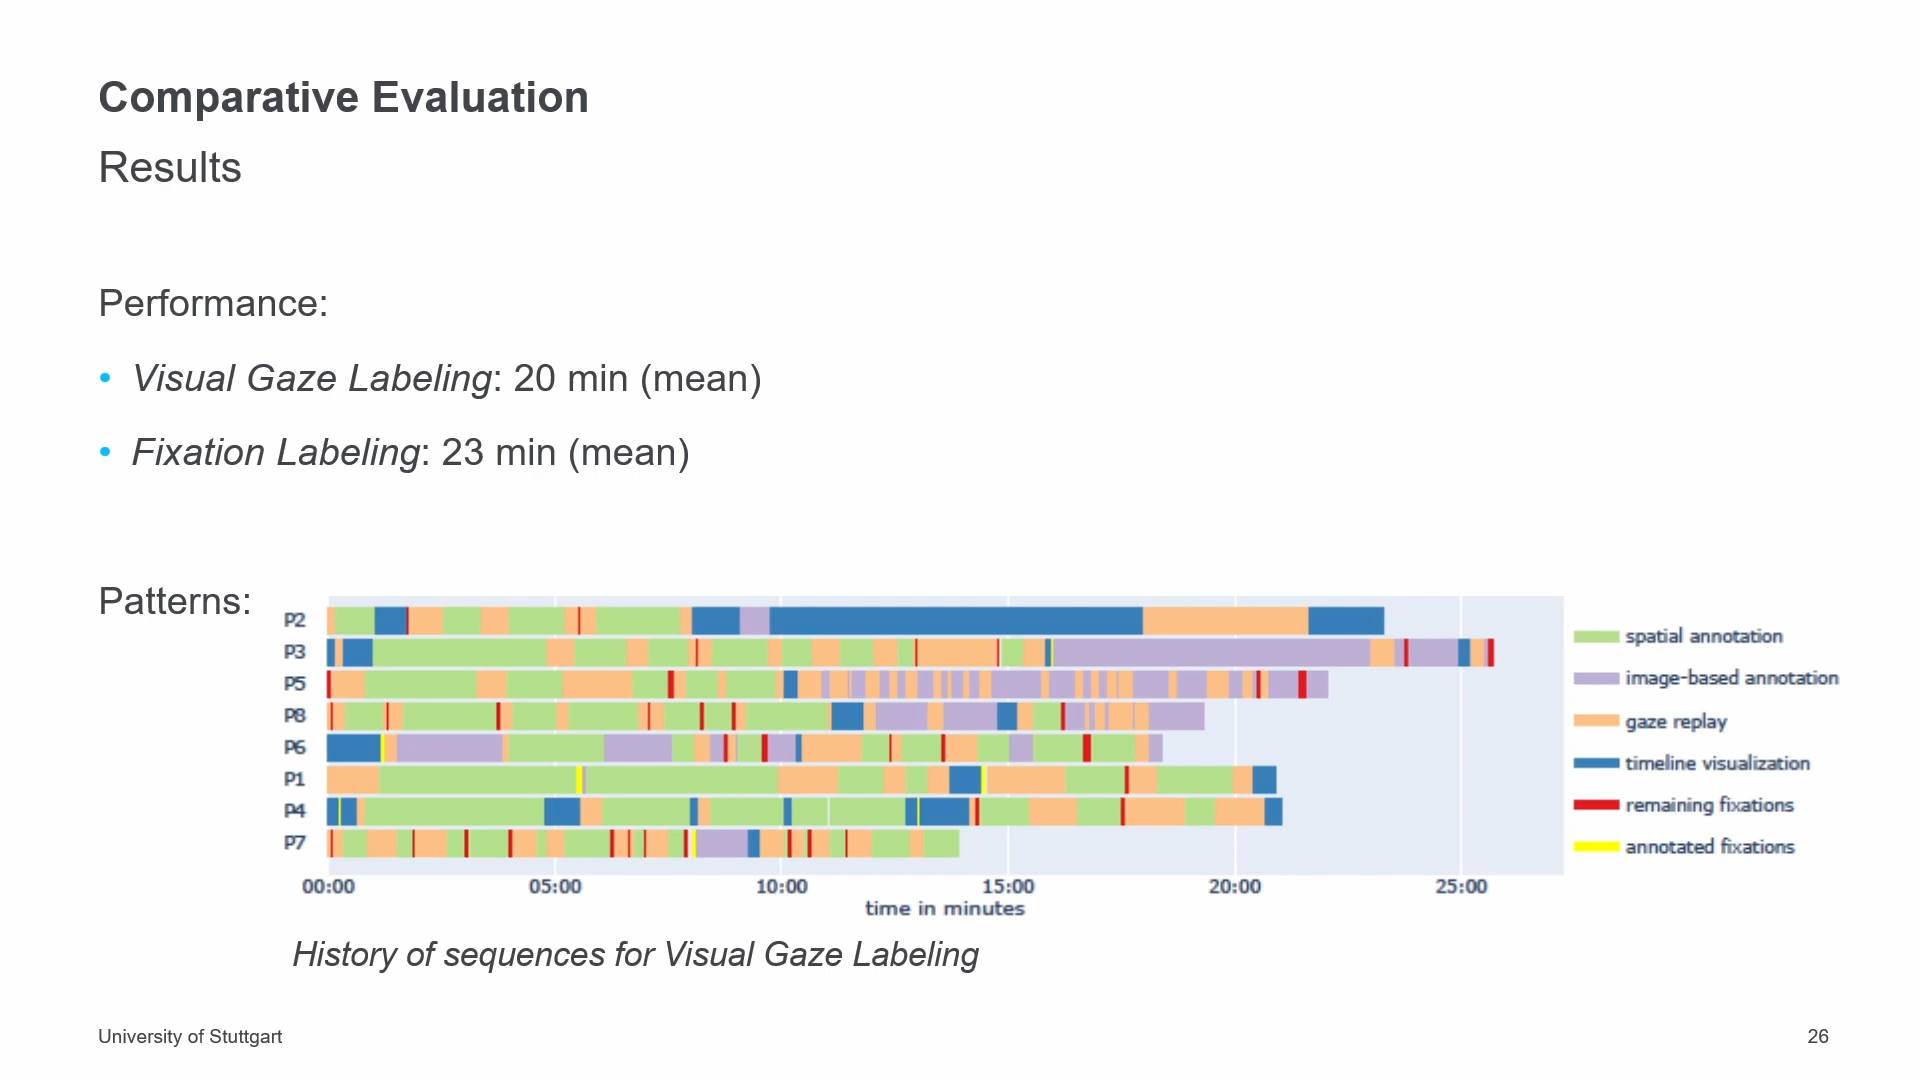 Comparative Evaluation
Results
Performance:
• Visual Gaze Labeling: 20 min (mean)
• Fixation Labeling: 23 min (mean)
Patterns:
P2
P3
P5
P8
P6
P1
P4
P7
00:00 05:00 10:00 15:00 20:00 25:00
time in minutes
spatial annotation
image-based annotation
gaze replay
timeline visualization
remaining fixations
annotated fixations
History of sequences for Visual Gaze Labeling
University of Stuttgart
26